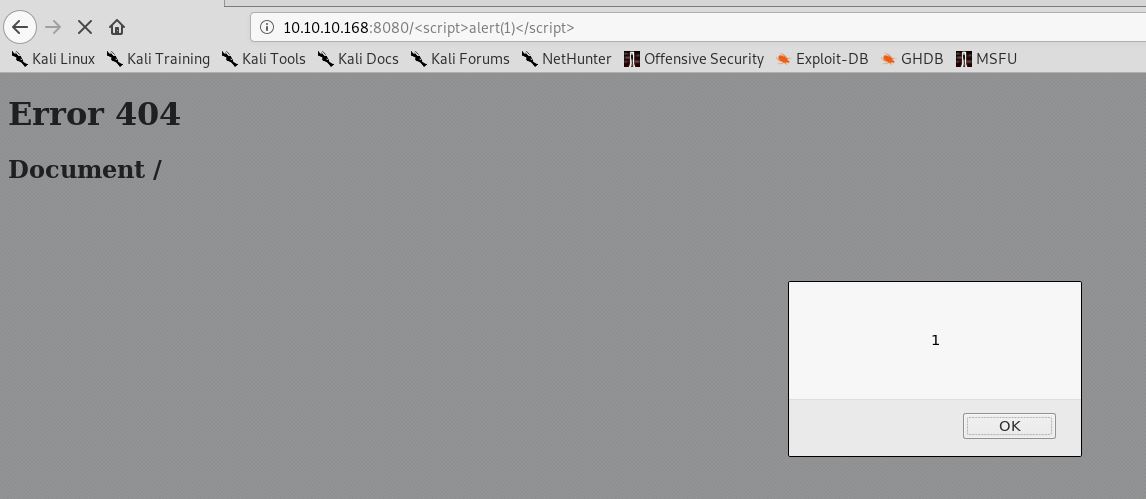 10.10.10.168:8080/<script>alert(1)</script>
Kali Linux Kali Training Kali Tools Kali Docs Kali Forums NetHunter Offensive Security Exploit-DB GHDB MSFU
Error 404
Document /
1
OK